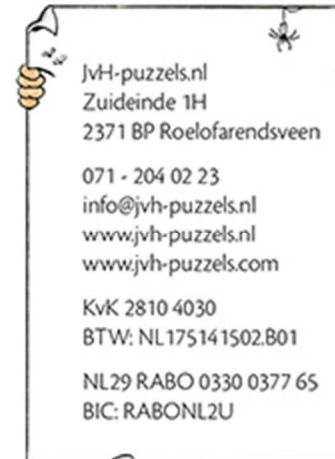 JvH-puzzels.nl
Zuideinde 1H
2371 BP Roelofarendsveen
071 - 204 02 23
info@jvh-puzzels.nl
www.jvh-puzzels.nl
www.jvh-puzzels.com
KvK 2810 4030
BTW: NL175141502.B01
NL29 RABO 0330 0377 65
BIC: RABONL2U